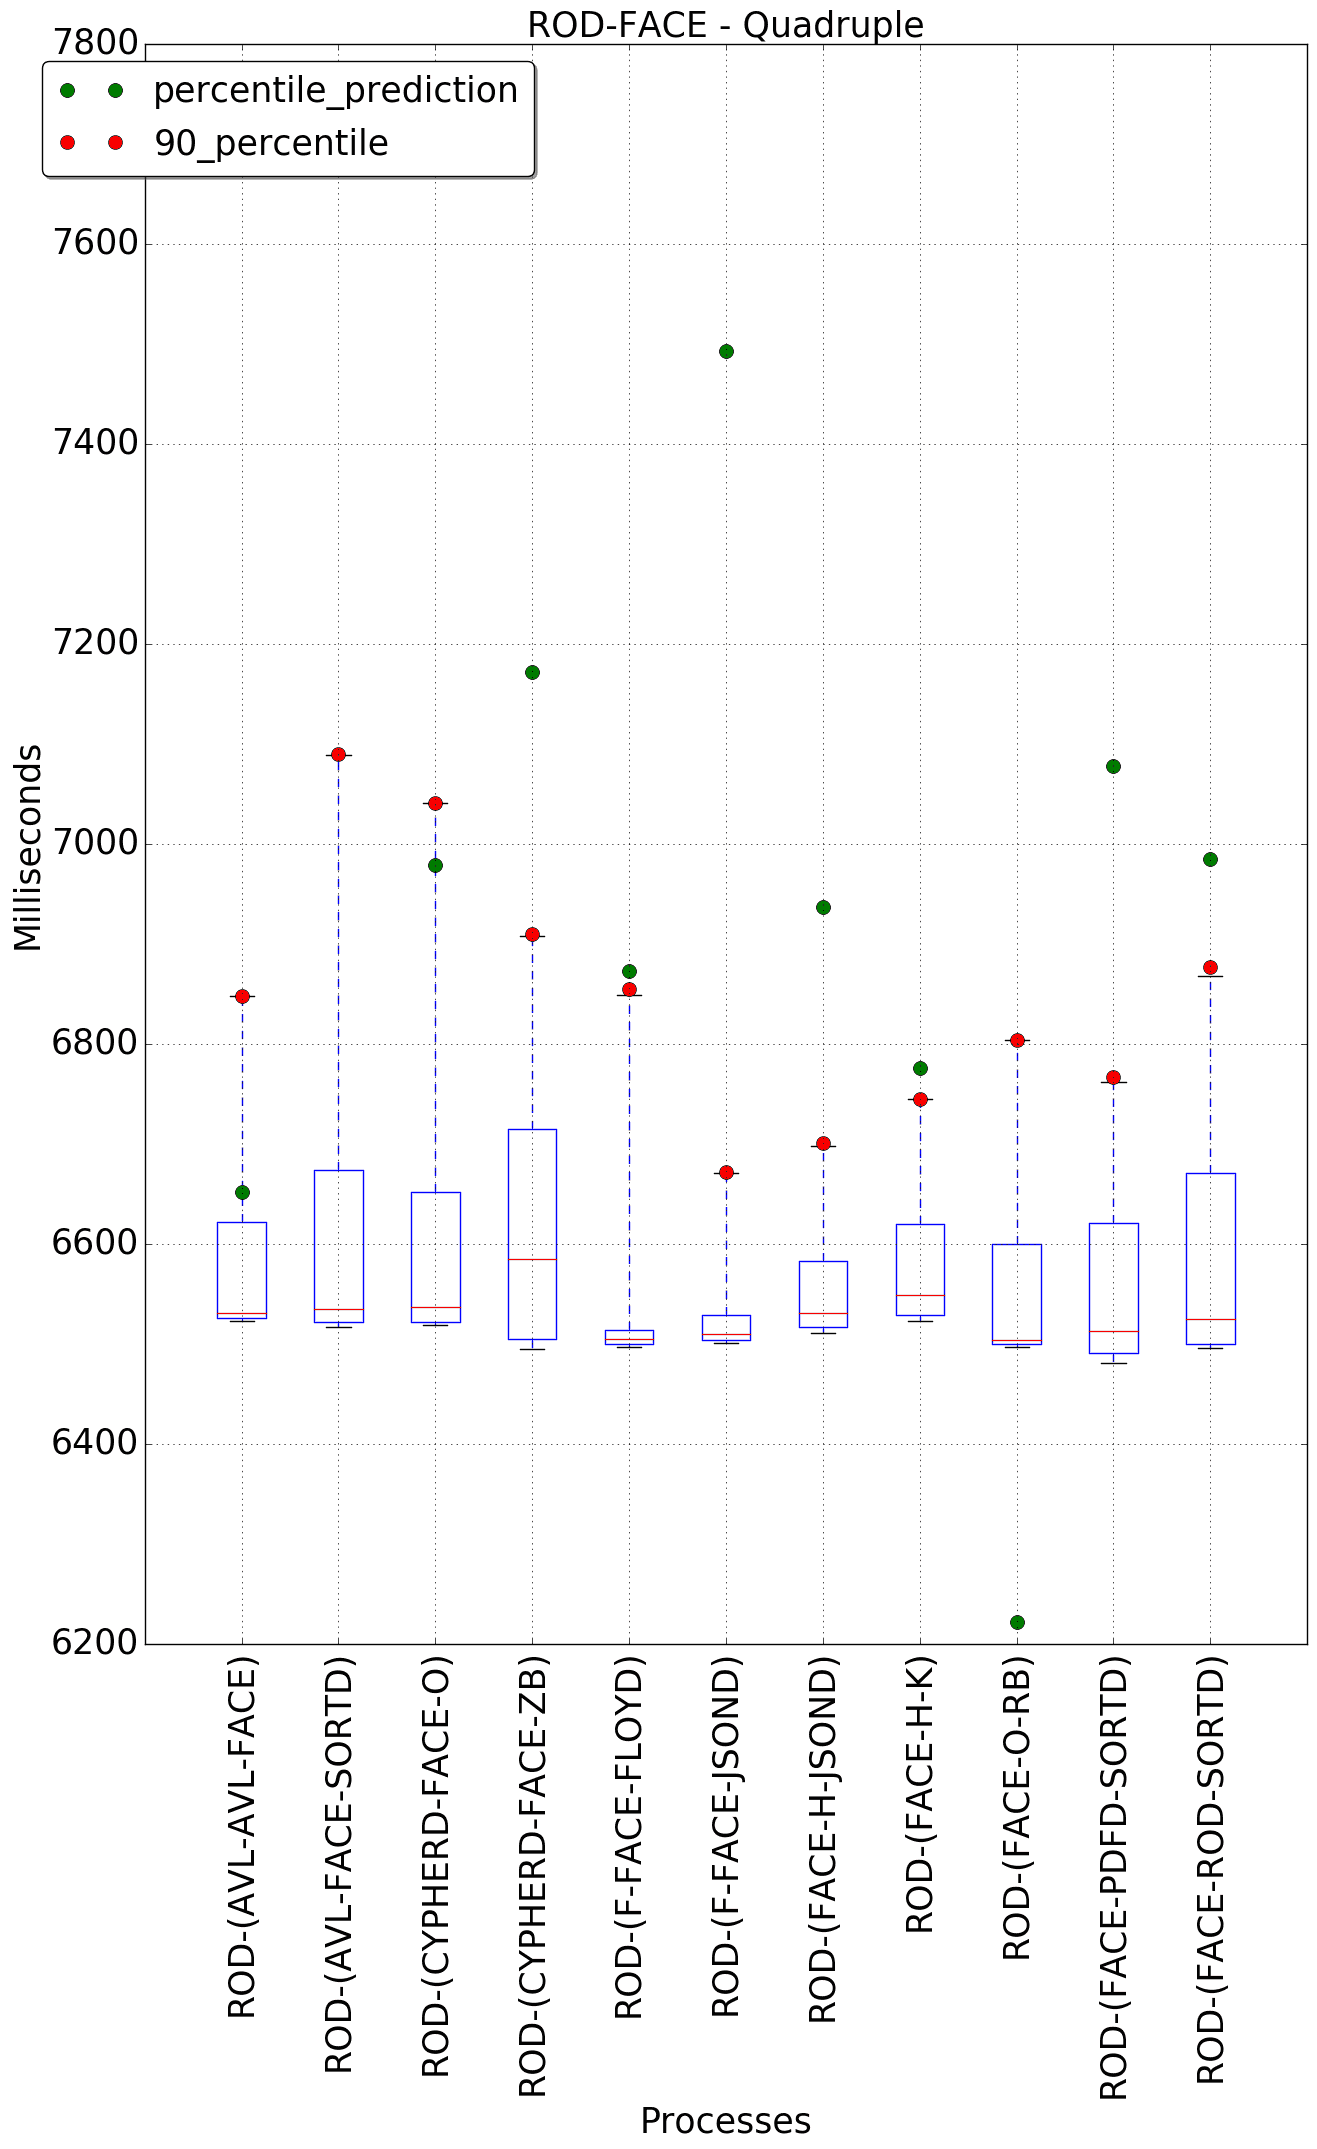 ROD-FACE - Quadruple
percentile_prediction
90_percentile
7800
7600
7400
7200
7000
6800
6600
6400
6200
Milliseconds
ROD-(AVL-AVL-FACE)
ROD-(AVL-FACE-SORTD)
ROD-(CYPHERD-FACE-O)
ROD-(CYPHERD-FACE-ZB)
ROD-(F-FACE-FLOYD)
ROD-(F-FACE-JSOND)
ROD-(FACE-H-JSOND)
ROD-(FACE-H-K)
ROD-(FACE-O-RB)
ROD-(FACE-PDFD-SORTD)
ROD-(FACE-ROD-SORTD)
Processes